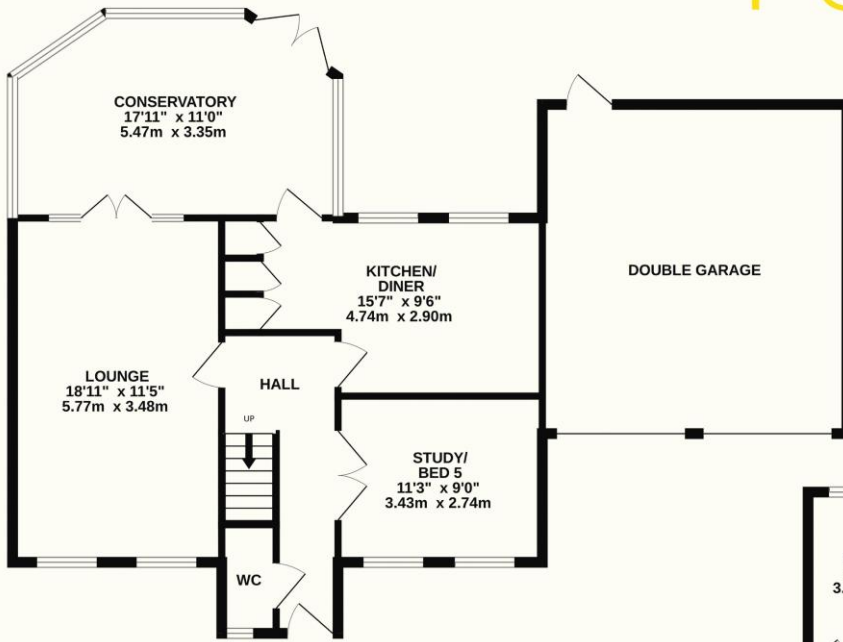 CONSERVATORY
17'11" x 11'0"
5.47m x 3.35m
KITCHEN/
DINER
15'7" x 9'6"
4.74m x 2.90m
DOUBLE GARAGE
LOUNGE
18'11" x 11'5"
5.77m x 3.48m
HALL
UP
STUDY/
BED 5
11'3" x 9'0"
3.43m x 2.74m
WC
3.